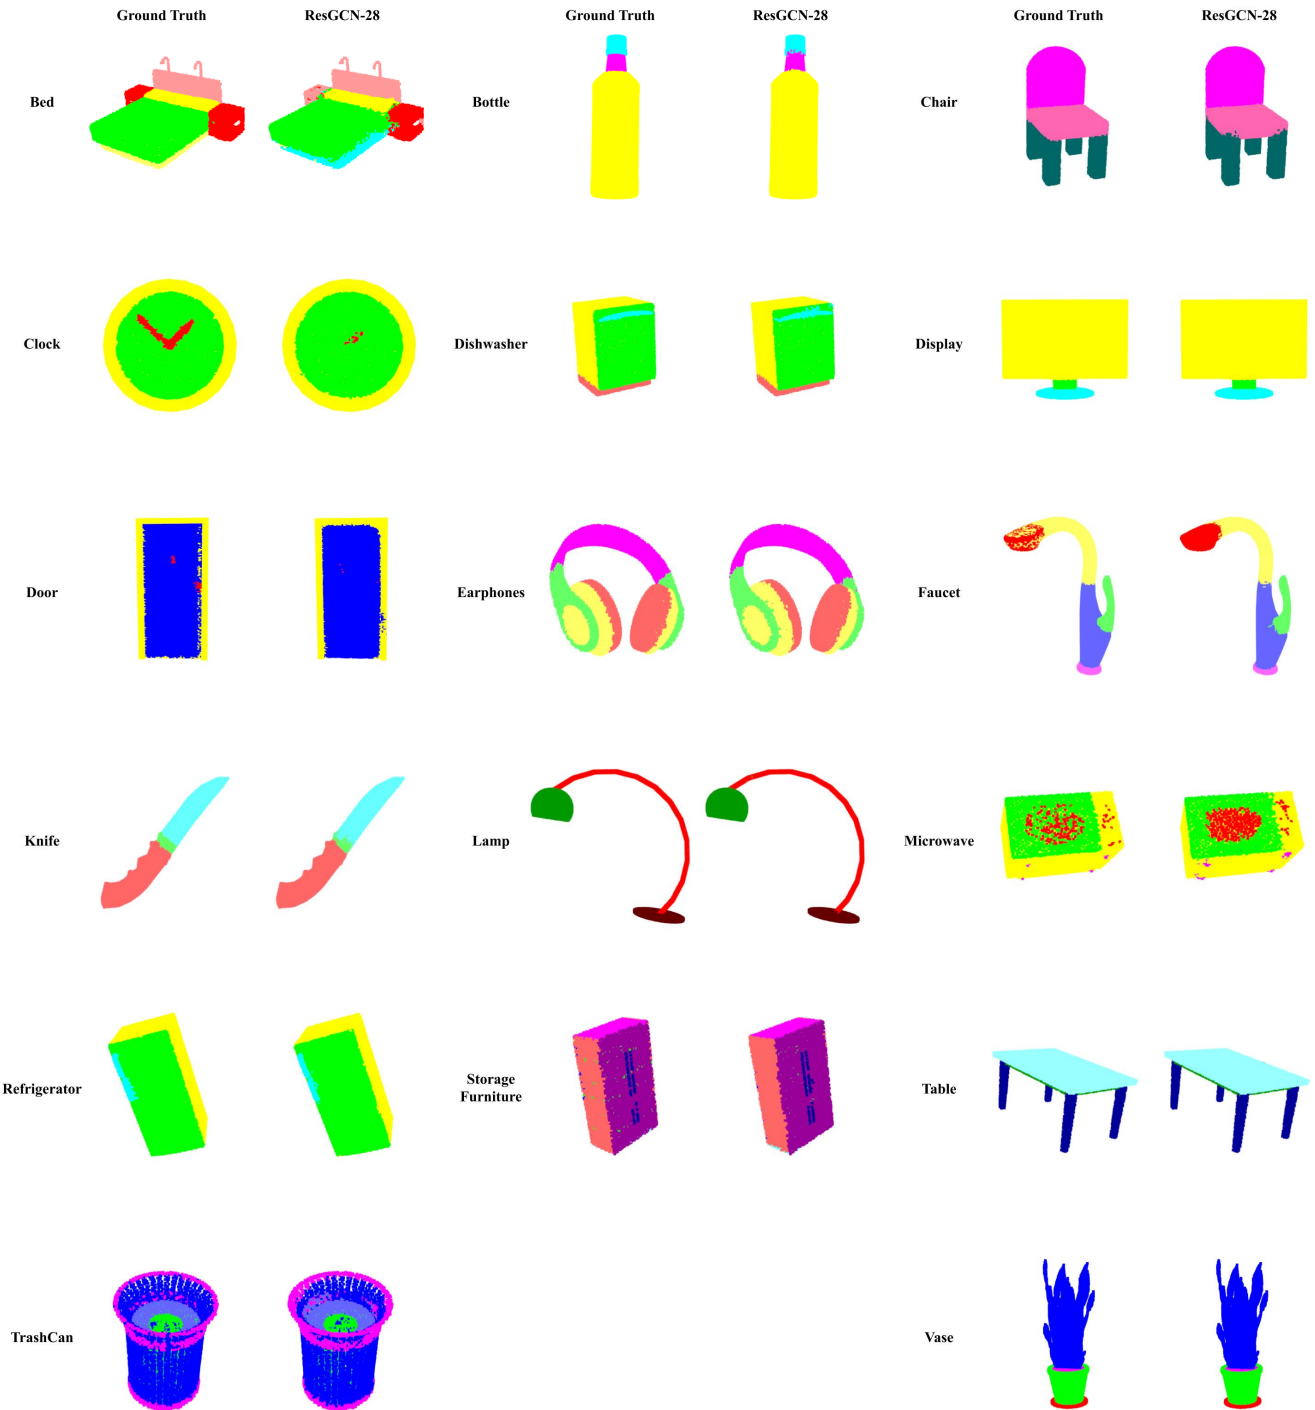 Ground Truth ResGCN-28 Ground Truth ResGCN-28 Ground Truth ResGCN-28
Bed Bottle Chair
Clock Dishwasher Display
Door Earphones Faucet
Knife Lamp Microwave
Refrigerator Storage Furniture Table
TrashCan Vase